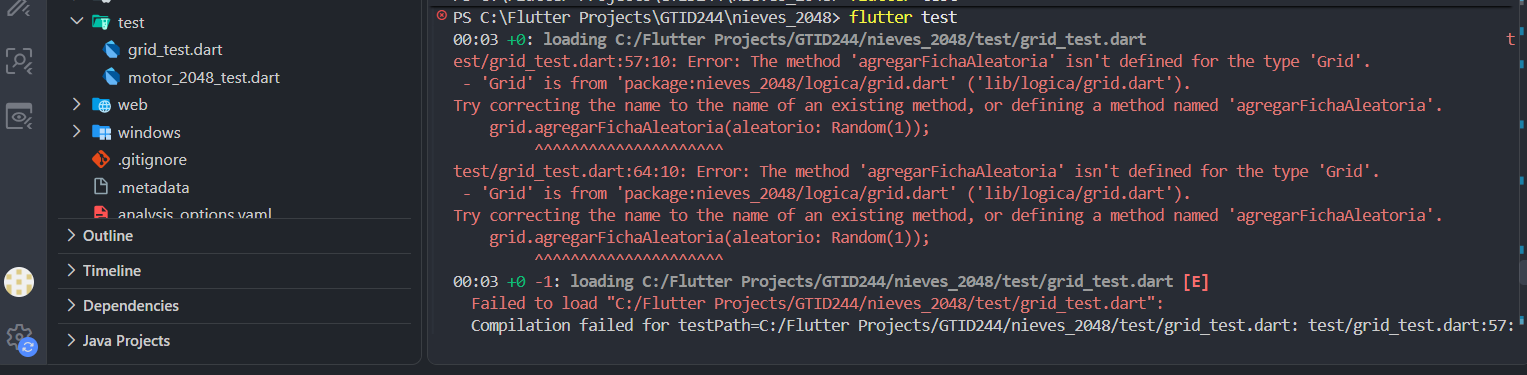 test
grid_test.dart
motor_2048_test.dart
web
windows
.gitignore
.metadata
analysis_options.yaml
Outline
Timeline
Dependencies
Java Projects
PS C:\Flutter Projects\GTID244\nieves_2048> flutter test
00:03 +0: loading C:/Flutter Projects/GTID244/nieves_2048/test/grid_test.dart t
est/grid_test.dart:57:10: Error: The method 'agregarFichaAleatoria' isn't defined for the type 'Grid'.
- 'Grid' is from 'package:nieves_2048/logica/grid.dart' ('lib/logica/grid.dart').
Try correcting the name to the name of an existing method, or defining a method named 'agregarFichaAleatoria'.
grid.agregarFichaAleatoria(aleatorio: Random(1));
^^^^^^^^^^^^^^^^^^^^^
test/grid_test.dart:64:10: Error: The method 'agregarFichaAleatoria' isn't defined for the type 'Grid'.
- 'Grid' is from 'package:nieves_2048/logica/grid.dart' ('lib/logica/grid.dart').
Try correcting the name to the name of an existing method, or defining a method named 'agregarFichaAleatoria'.
grid.agregarFichaAleatoria(aleatorio: Random(1));
^^^^^^^^^^^^^^^^^^^^^
00:03 +0 -1: loading C:/Flutter Projects/GTID244/nieves_2048/test/grid_test.dart [E]
Failed to load "C:/Flutter Projects/GTID244/nieves_2048/test/grid_test.dart":
Compilation failed for testPath=C:/Flutter Projects/GTID244/nieves_2048/test/grid_test.dart: test/grid_test.dart:57: